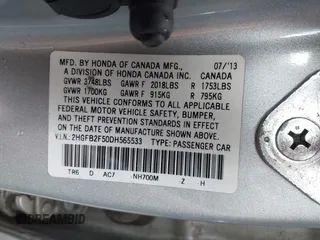 MFD. BY HONDA OF CANADA MFG., 07/'13
A DIVISION OF HONDA CANADA INC. CANADA
GVWR 3748LBS GAWR F 2018LBS R 1753LBS
GVWR 1700KG GAWR F 915KG R 795KG
THIS VEHICLE CONFORMS TO ALL APPLICABLE
FEDERAL MOTOR VEHICLE SAFETY, BUMPER,
AND THEFT PREVENTION STANDARDS IN EFFECT
ON THE DATE OF MANUFACTURE SHOWN ABOVE.
V.I.N.: 2HGFB2F50DH565533 TYPE: PASSENGER CAR
TR6 D AC7 NH700M -Z H
BREAMBID